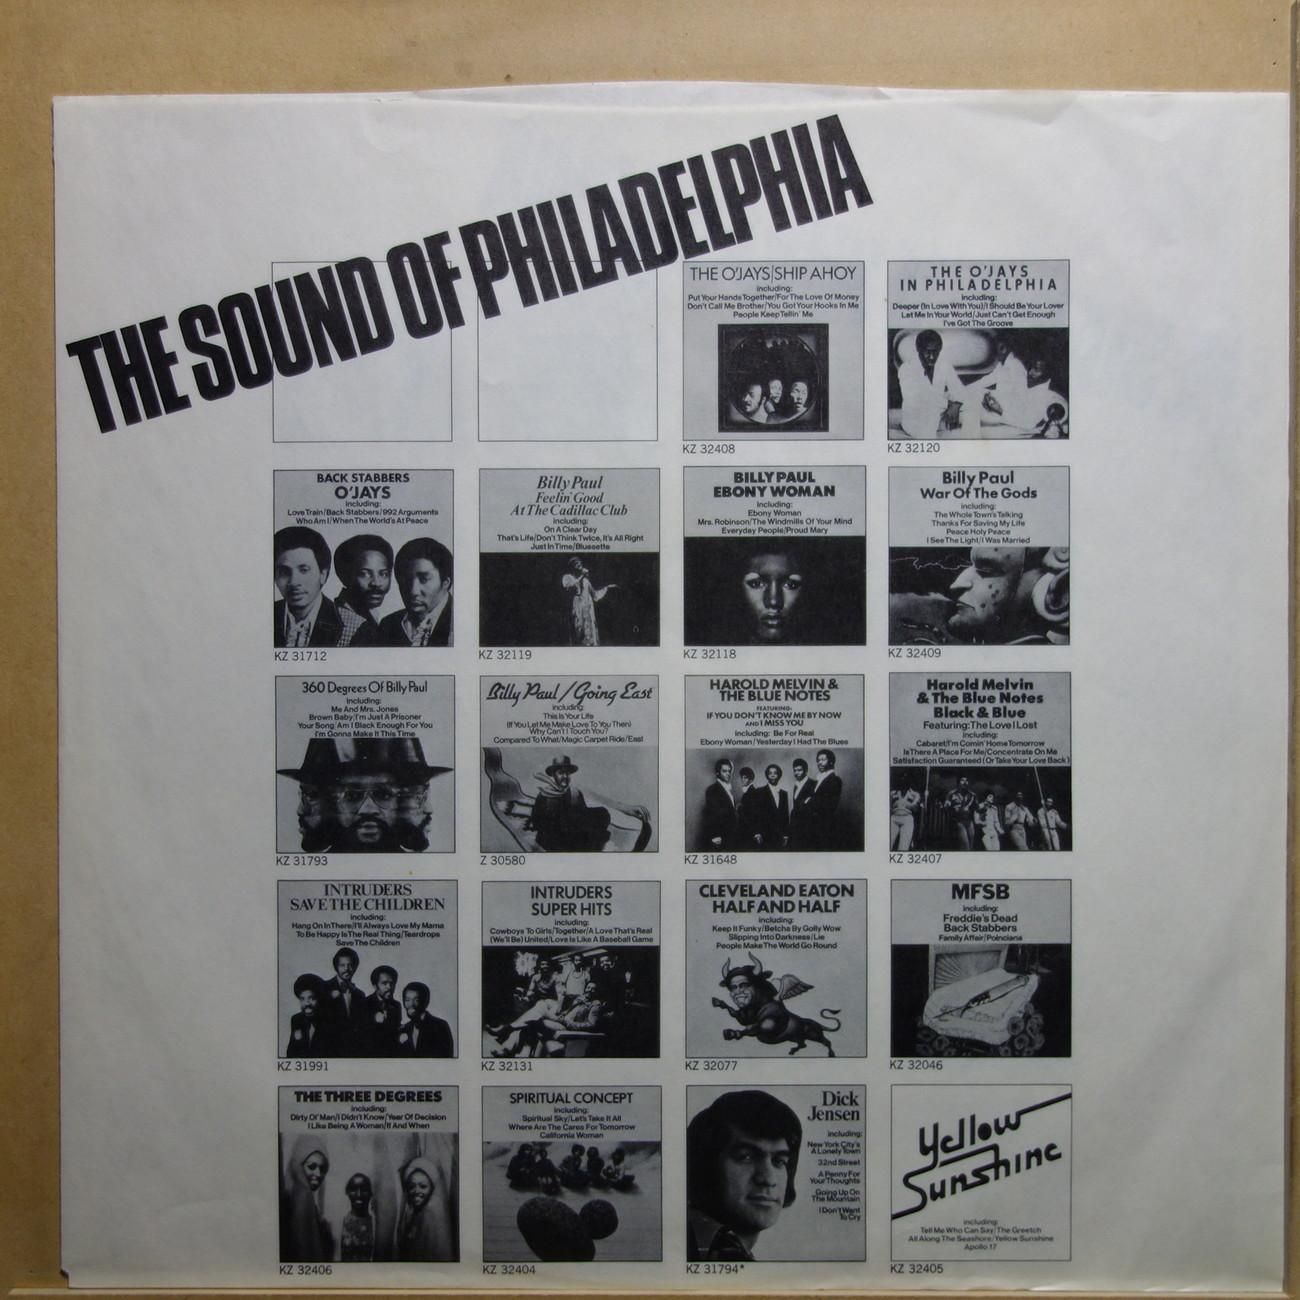 THE SOUND OF PHILADELPHIA
THE O'JAYS/SHIP AHOY
including:
Put Your Hands Together/For The Love Of Money
Don't Call Me Brother/You Got Your Hooks In Me
People Keep Tellin' Me
KZ 32408
THE O'JAYS
IN PHILADELPHIA
including:
Deeper (In Love With You)/I Should Be Your Lover
Let Me In Your World/Just Can't Get Enough
I've Got The Groove
KZ 32120
BACK STABBERS
O'JAYS
including:
Love Train/Back Stabbers/992 Arguments
Who Am I/When The World's At Peace
KZ 31712
Billy Paul
Feelin' Good
At The Cadillac Club
including:
On A Clear Day
That's Life/Don't Think Twice, It's All Right
Just In Time/Bluesette
KZ 32119
BILLY PAUL
EBONY WOMAN
including:
Ebony Woman
Mrs. Robinson/The Windmills Of Your Mind
Everyday People/Proud Mary
KZ 32118
Billy Paul
War Of The Gods
including:
The Whole Town's Talking
Thanks For Saving My Life
Peace Holy Peace
I See The Light/I Was Married
KZ 32409
360 Degrees Of Billy Paul
including:
Me And Mrs. Jones
Brown Baby/I'm Just A Prisoner
Your Song/Am I Black Enough For You
I'm Gonna Make It This Time
KZ 31793
Billy Paul/Going East
including:
This Is Your Life
(If You Let Me Make Love To You Then)
Why Can't I Touch You?
Compared To What/Magic Carpet Ride/East
Z 30580
HAROLD MELVIN &
THE BLUE NOTES
FEATURING:
IF YOU DON'T KNOW ME BY NOW
AND I MISS YOU
including: Be For Real
Ebony Woman/Yesterday I Had The Blues
KZ 31648
Harold Melvin
& The Blue Notes
Black & Blue
Featuring: The Love I Lost
including:
Cabaret/I'm Comin' Home Tomorrow
Is There A Place For Me/Concentrate On Me
Satisfaction Guaranteed (Or Take Your Love Back)
KZ 32407
INTRUDERS
SAVE THE CHILDREN
including:
Hang On In There/I'll Always Love My Mama
To Be Happy Is The Real Thing/Teardrops
Save The Children
KZ 31991
INTRUDERS
SUPER HITS
including:
Cowboys To Girls/Together/A Love That's Real
(We'll Be) United/Love Is Like A Baseball Game
KZ 32131
CLEVELAND EATON
HALF AND HALF
including:
Keep It Funky/Betcha By Golly Wow
Slipping Into Darkness/Lie
People Make The World Go Round
KZ 32077
MFSB
including:
Freddie's Dead
Back Stabbers
Family Affair/Poinciana
KZ 32046
THE THREE DEGREES
including:
Dirty Ol' Man/I Didn't Know/Year Of Decision
I Like Being A Woman/If And When
KZ 32406
SPIRITUAL CONCEPT
including:
Spiritual Sky/Let's Take It All
Where Are The Cares For Tomorrow
California Woman
KZ 32404
Dick
Jensen
including:
New York City's
A Lonely Town
32nd Street
A Penny For
Your Thoughts
Going Up On
The Mountain
I Don't Want
To Cry
KZ 31794*
Yellow
Sunshine
including:
Tell Me Who Can Say/The Greetch
All Along The Seashore/Yellow Sunshine
Apollo 17
KZ 32405